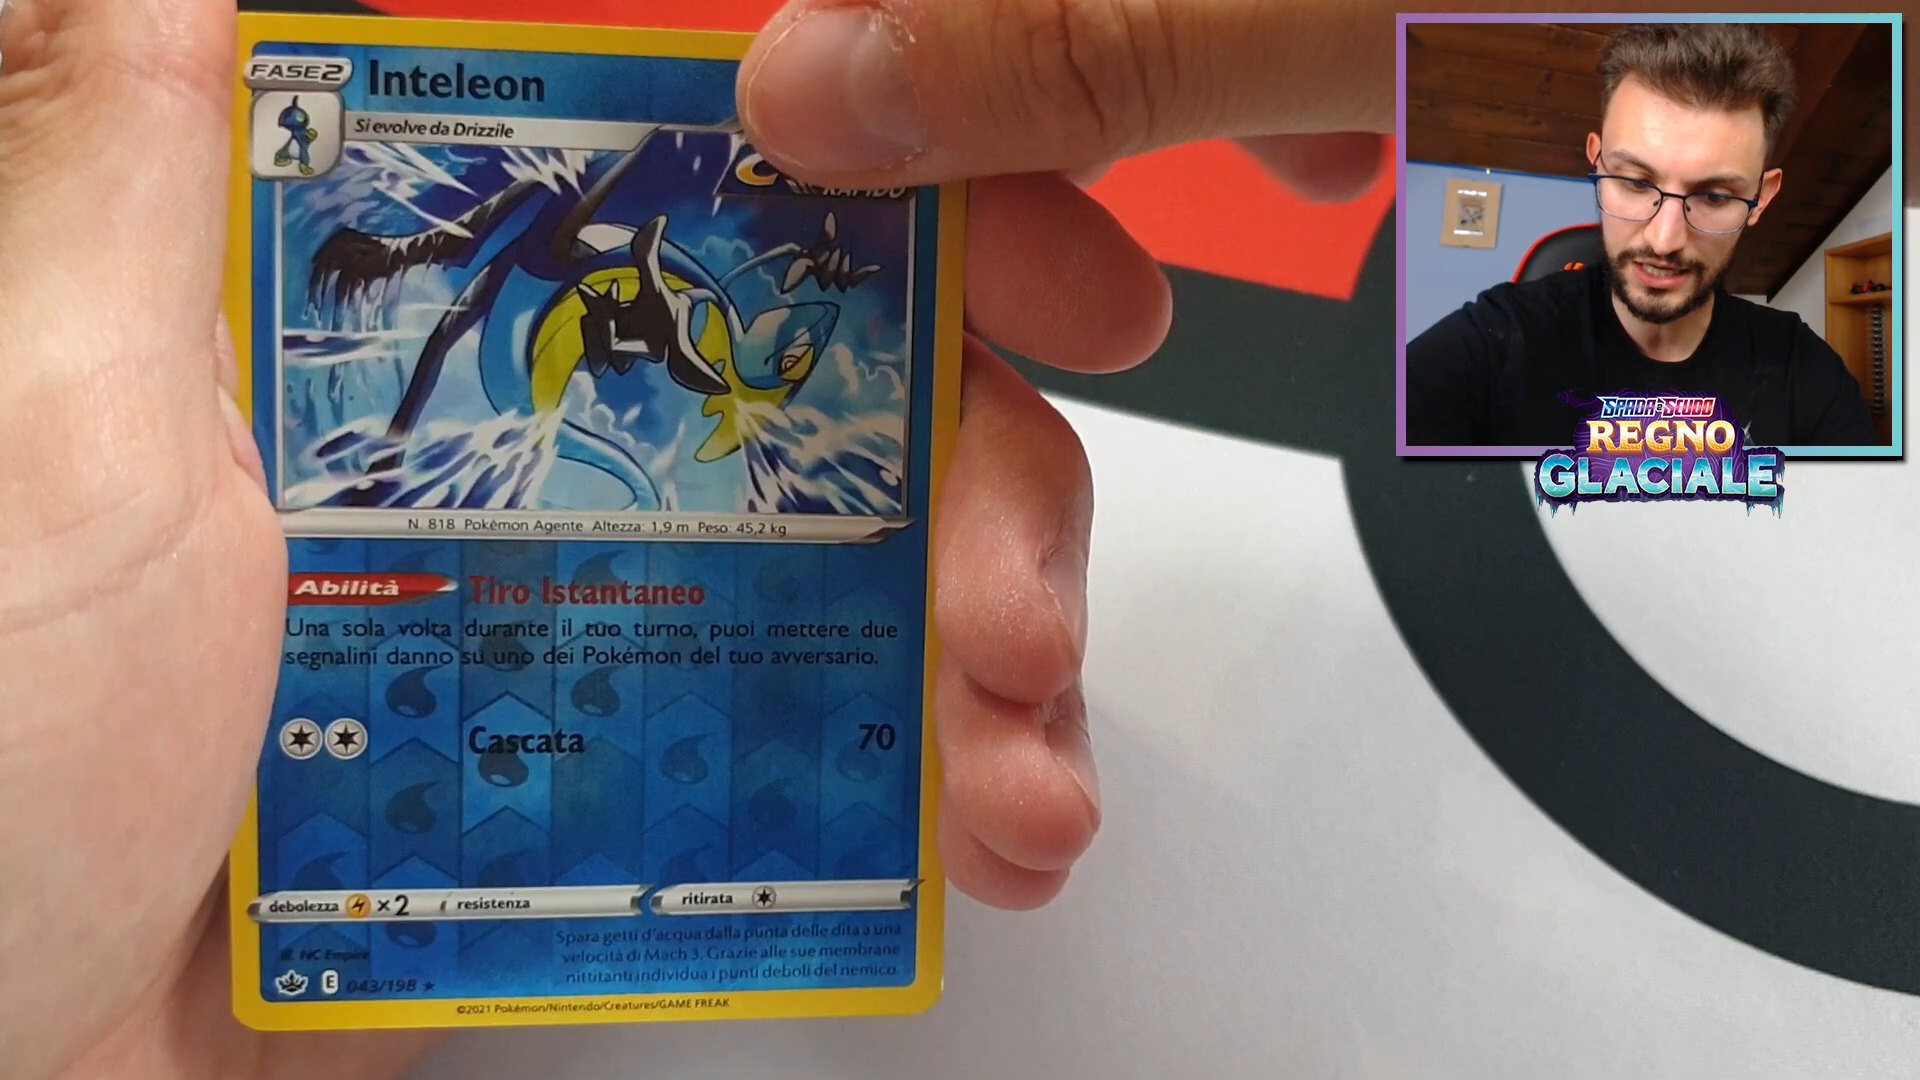 FASE2
Inteleon
Si evolve da Drizzile
RAPIDO
N. 818 Pokémon Agente Altezza: 1,9 m Peso: 45,2 kg
Abilità Tiro Istantaneo
Una sola volta durante il tuo turno, puoi mettere due
segnalini danno su uno dei Pokémon del tuo avversario.
Cascata 70
debolezza ×2 resistenza ritirata
Spara getti d'acqua dalla punta delle dita a una
velocità di Mach 3. Grazie alle sue membrane
nittitanti individua i punti deboli del nemico.
Ill. NC Empire
E 043/198 ★
©2021 Pokémon/Nintendo/Creatures/GAME FREAK
SPADA E SCUDO
REGNO
GLACIALE